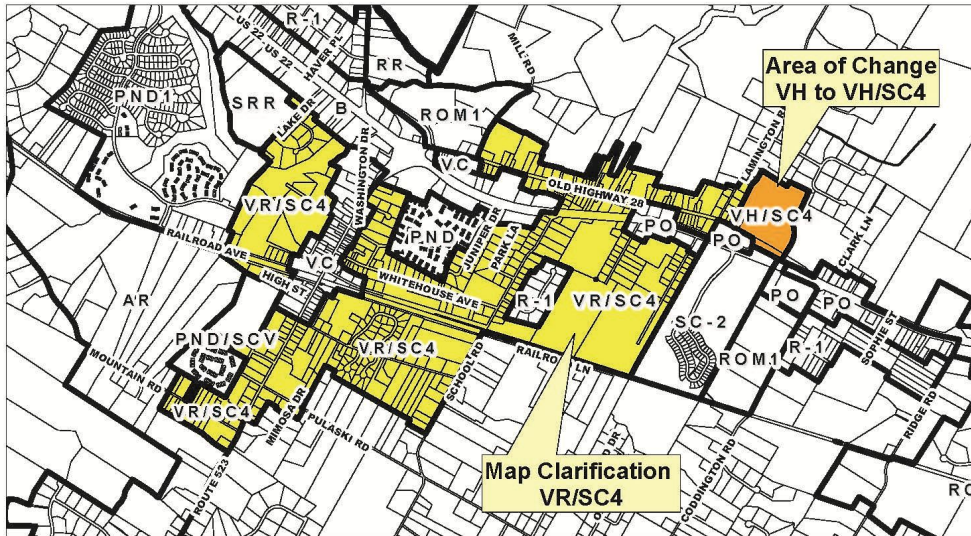 R-1
US 22-US 22
HAVER PL
RR
MILL RD
PND1
SRR
LAKE DR
B
ROM1
Area of Change
VH to VH/SC4
LAMINGTON R
WASHINGTON DR
VC
OLD HIGHWAY 28
VR/SC4
VH/SC4
PND
JUNIPER DR
PARK LA
PO
PO
CLARK LN
RAILROAD AVE
VC
HIGH ST
WHITEHOUSE AVE
R-1
VR/SC4
PO
PO
AR
SC-2
SOPHIE ST
PND/SCV
VR/SC4
SCHOOL RD
RAILRO
LN
ROM1
R-1
MOUNTAIN RD
VR/SC4
MIMOSA DR
PULASKI RD
RIDGE RD
ROUTE 523
Map Clarification
VR/SC4
D DR
CODDINGTON RD